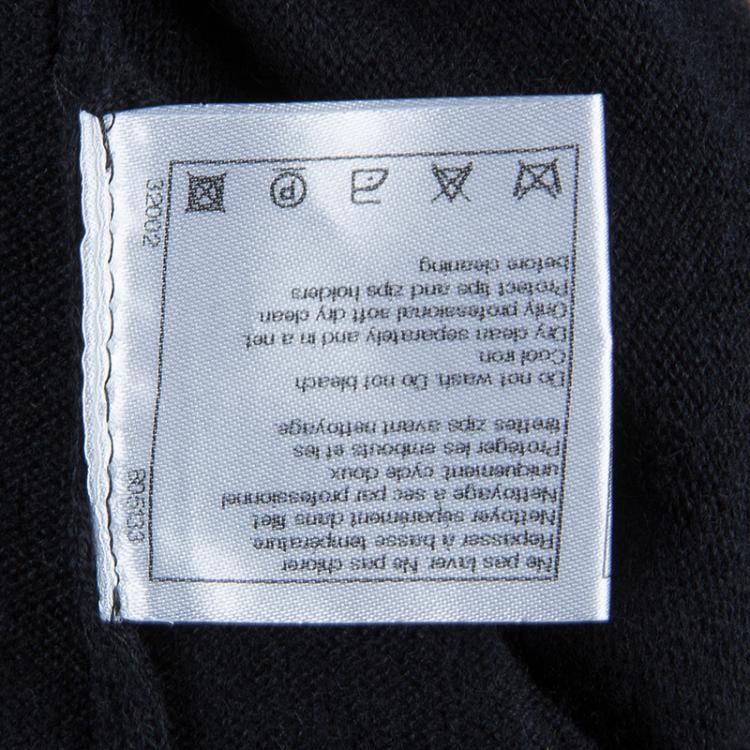 Ne pas laver. Ne pas chlorer
Repasser à basse temperature
Nettoyer separement dans filet
Nettoyage a sec par professionnel
uniquement cycle doux
Proteger les embouts et les
tirettes zips avant nettoyage.
Do not wash. Do not bleach
Cool iron
Dry clean separately and in a net
Only professional soft dry clean
Protect tips and zips holders
before cleaning
P
32002